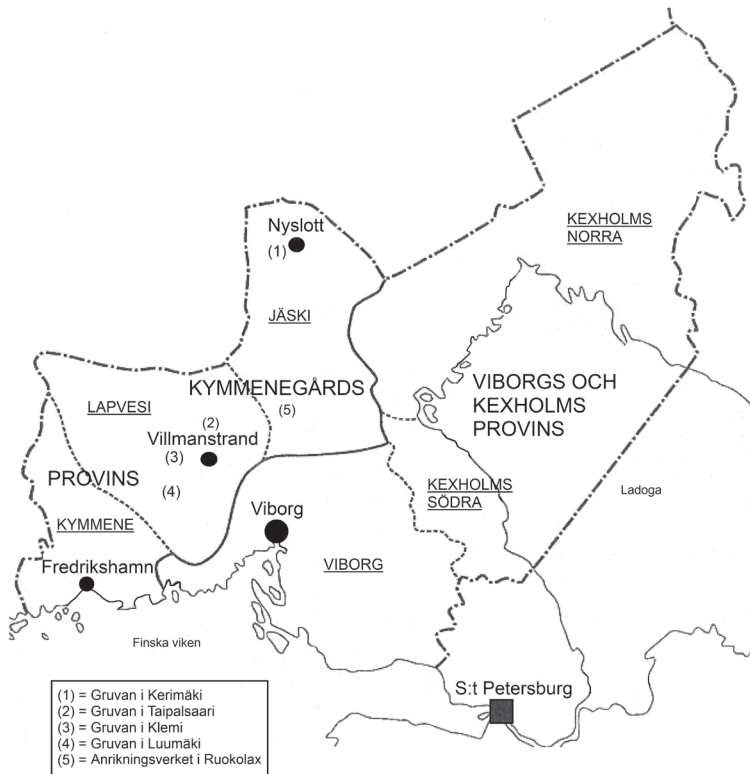 KEXHOLMS
NORRA
Nyslott
(1)
JÄSKI
KYMMENEGÅRDS
(5)
VIBORGS OCH
KEXHOLMS
PROVINS
LAPVESI
(2)
Villmanstrand
(3)
(4)
PROVINS
KYMMENE
Fredrikshamn
Viborg
VIBORG
KEXHOLMS
SÖDRA
Ladoga
Finska viken
S:t Petersburg
(1) = Gruvan i Kerimäki
(2) = Gruvan i Taipalsaari
(3) = Gruvan i Klemi
(4) = Gruvan i Luumäki
(5) = Anrikningsverket i Ruokolax